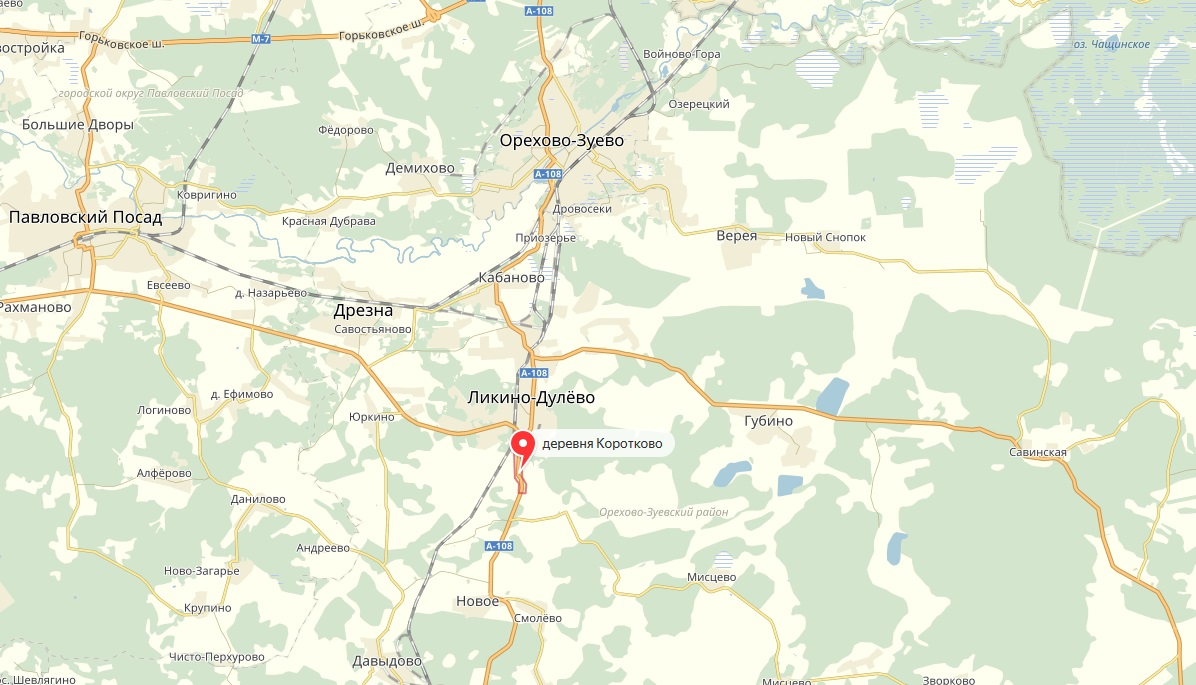 А-108
Горьковское ш.
М-7
Горьковское ш.
Войново-Гора
оз. Чащинское
городской округ Павловский Посад
Озерецкий
Большие Дворы
Фёдорово
Орехово-Зуево
Демихово
А-108
Ковригино
Павловский Посад
Красная Дубрава
Дровосеки
Приозерье
Верея
Новый Снопок
Кабаново
Евсеево
д. Назарьево
Рахманово
Дрезна
Савостьяново
А-108
д. Ефимово
Ликино-Дулёво
Логиново
Юркино
Губино
деревня Коротково
Савинская
Алфёрово
Данилово
Орехово-Зуевский район
Андреево
А-108
Ново-Загарье
Мисцево
Крупино
Новое
Смолёво
Чисто-Перхурово
Давыдово
ос. Шевлягино
Мисцево
Зворково